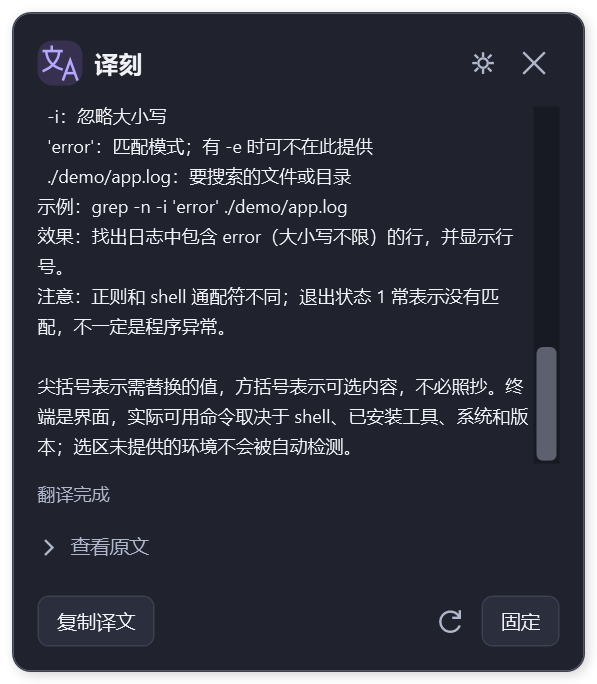 文A 译刻
-i：忽略大小写
'error'：匹配模式；有 -e 时可不在此提供
./demo/app.log：要搜索的文件或目录
示例：grep -n -i 'error' ./demo/app.log
效果：找出日志中包含 error（大小写不限）的行，并显示行
号。
注意：正则和 shell 通配符不同；退出状态 1 常表示没有匹
配，不一定是程序异常。
尖括号表示需替换的值，方括号表示可选内容，不必照抄。终
端是界面，实际可用命令取决于 shell、已安装工具、系统和版
本；选区未提供的环境不会被自动检测。
翻译完成
查看原文
复制译文
固定